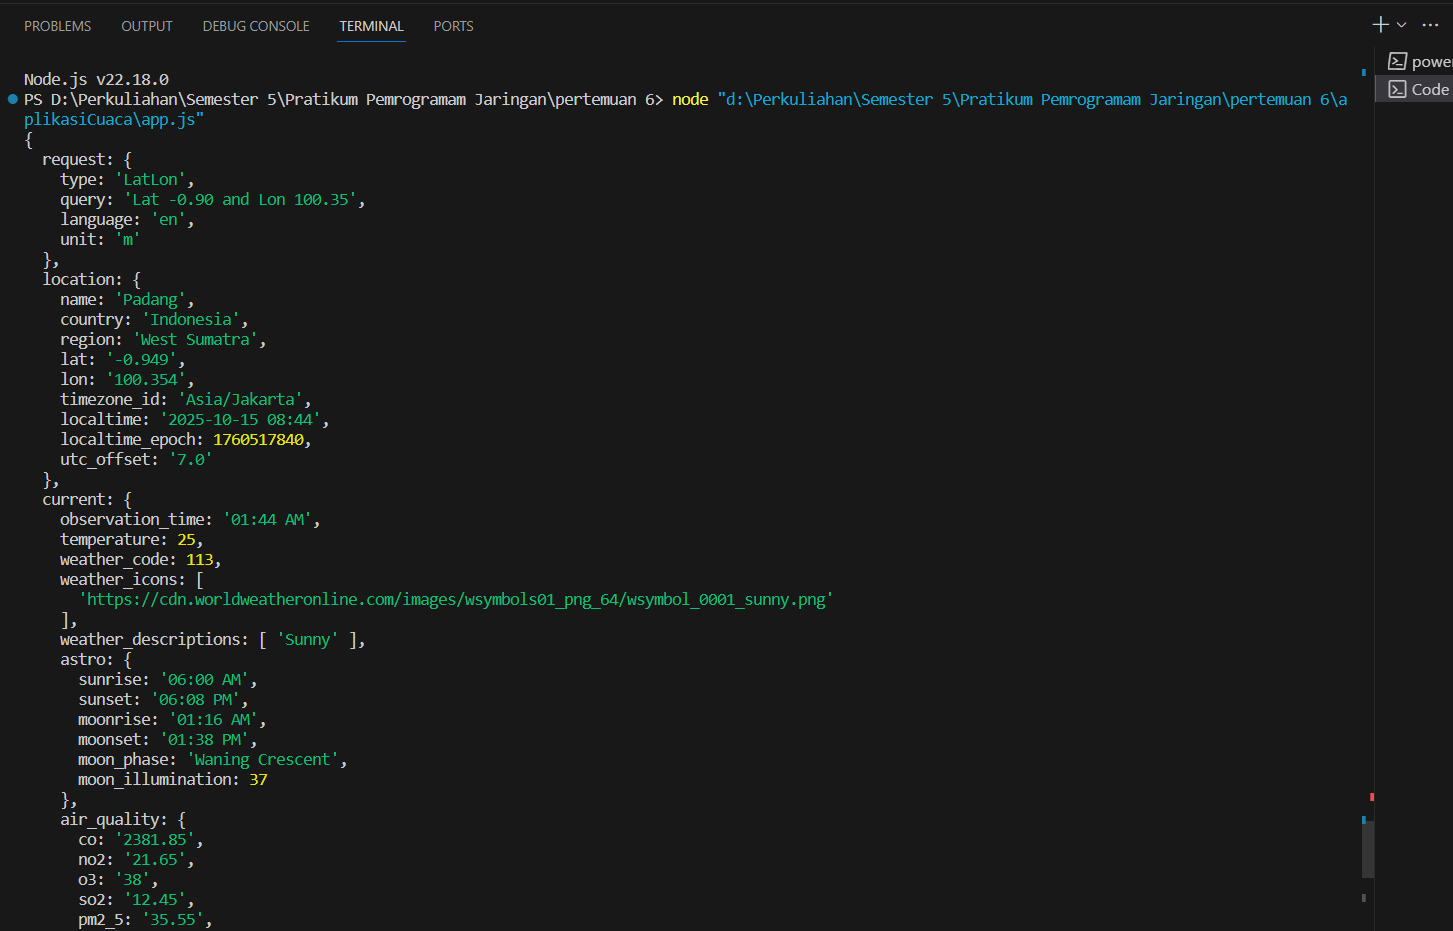 PROBLEMS OUTPUT DEBUG CONSOLE TERMINAL PORTS
Node.js v22.18.0
PS D:\Perkuliahan\Semester 5\Pratikum Pemrogramam Jaringan\pertemuan 6> node "d:\Perkuliahan\Semester 5\Pratikum Pemrogramam Jaringan\pertemuan 6\a
plikasiCuaca\app.js"
{
  request: {
    type: 'LatLon',
    query: 'Lat -0.90 and Lon 100.35',
    language: 'en',
    unit: 'm'
  },
  location: {
    name: 'Padang',
    country: 'Indonesia',
    region: 'West Sumatra',
    lat: '-0.949',
    lon: '100.354',
    timezone_id: 'Asia/Jakarta',
    localtime: '2025-10-15 08:44',
    localtime_epoch: 1760517840,
    utc_offset: '7.0'
  },
  current: {
    observation_time: '01:44 AM',
    temperature: 25,
    weather_code: 113,
    weather_icons: [
      'https://cdn.worldweatheronline.com/images/wsymbols01_png_64/wsymbol_0001_sunny.png'
    ],
    weather_descriptions: [ 'Sunny' ],
    astro: {
      sunrise: '06:00 AM',
      sunset: '06:08 PM',
      moonrise: '01:16 AM',
      moonset: '01:38 PM',
      moon_phase: 'Waning Crescent',
      moon_illumination: 37
    },
    air_quality: {
      co: '2381.85',
      no2: '21.65',
      o3: '38',
      so2: '12.45',
      pm2_5: '35.55',
power
Code